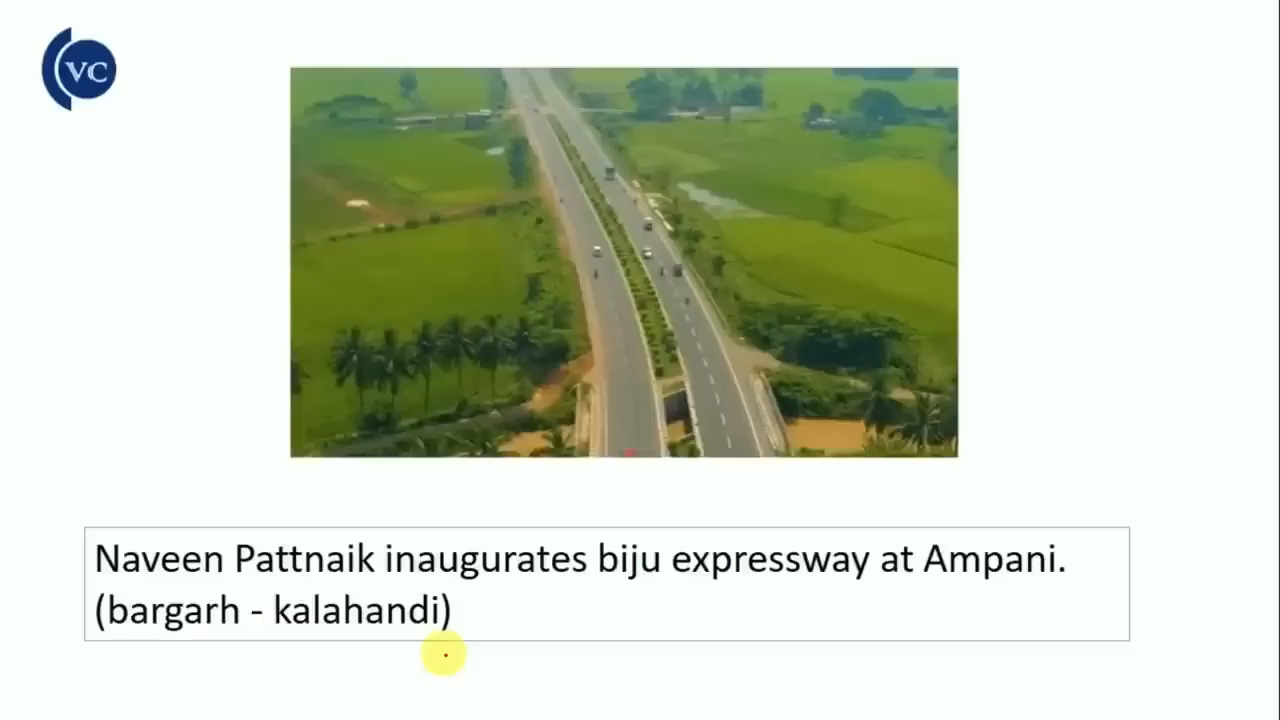 VC
Naveen Pattnaik inaugurates biju expressway at Ampani.
(bargarh - kalahandi)